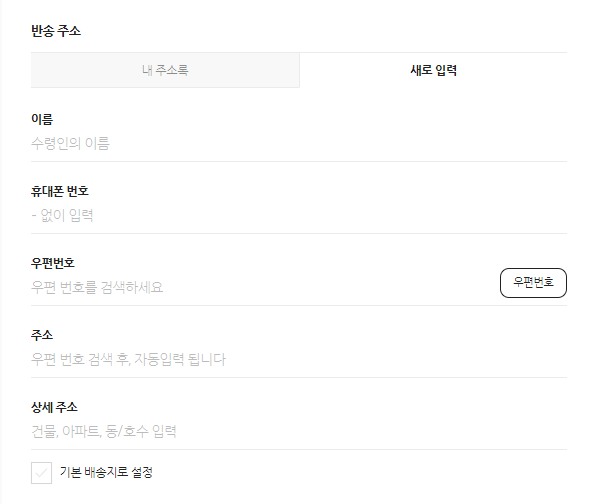 반송 주소
내 주소록
새로 입력
이름
수령인의 이름
휴대폰 번호
- 없이 입력
우편번호
우편 번호를 검색하세요
우편번호
주소
우편 번호 검색 후, 자동입력 됩니다
상세 주소
건물, 아파트, 동/호수 입력
기본 배송지로 설정